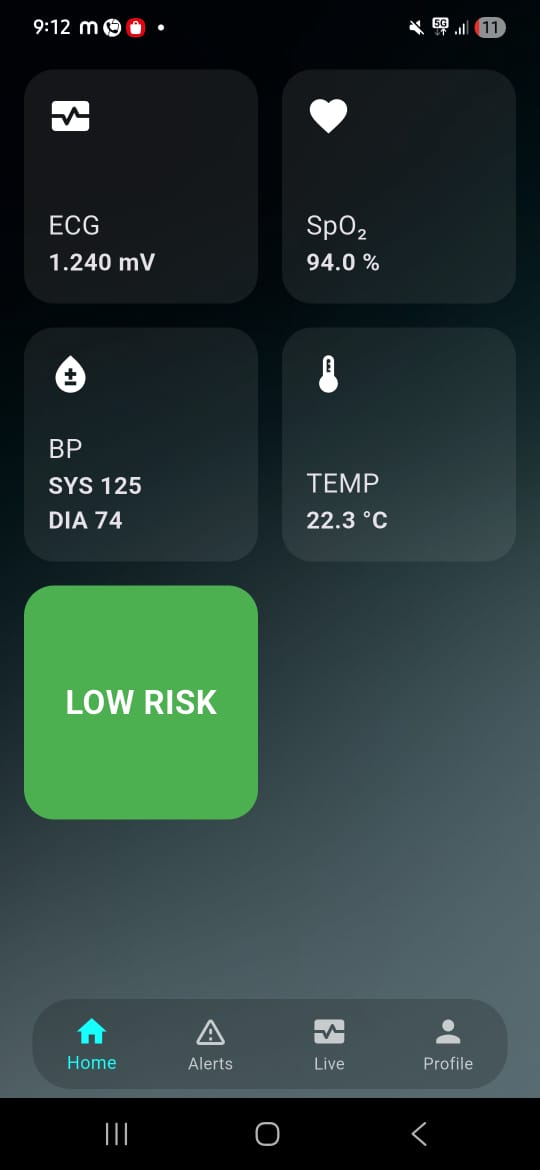 9:12
5G
11
ECG
1.240 mV
SpO₂
94.0 %
BP
SYS 125
DIA 74
TEMP
22.3 °C
LOW RISK
Home
Alerts
Live
Profile